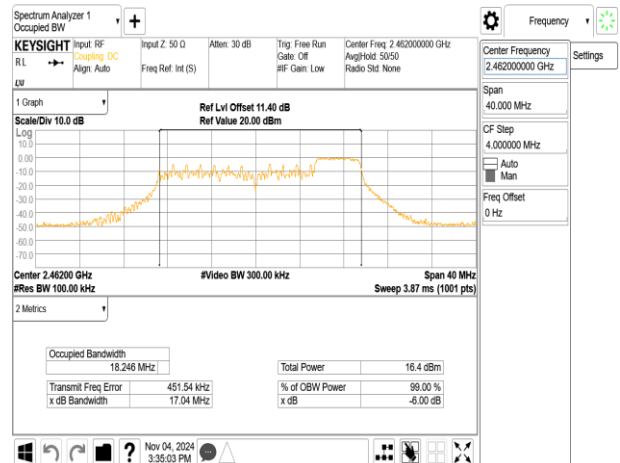 Spectrum Analyzer 1
Occupied BW
KEYSIGHT
RL
LXI
Input: RF
Coupling: DC
Align: Auto
Input Z: 50 Ω
Freq Ref: Int (S)
Atten: 30 dB
Trig: Free Run
Gate: Off
#IF Gain: Low
Center Freq: 2.462000000 GHz
Avg|Hold: 50/50
Radio Std: None
1 Graph
Scale/Div 10.0 dB
Ref Lvl Offset 11.40 dB
Ref Value 20.00 dBm
Log
10.0
0.00
-10.0
-20.0
-30.0
-40.0
-50.0
-60.0
-70.0
Center 2.46200 GHz
#Video BW 300.00 kHz
Span 40 MHz
#Res BW 100.00 kHz
Sweep 3.87 ms (1001 pts)
2 Metrics
Occupied Bandwidth
18.246 MHz
Total Power 16.4 dBm
Transmit Freq Error 451.54 kHz
% of OBW Power 99.00 %
x dB Bandwidth 17.04 MHz
x dB -6.00 dB
?
Nov 04, 2024
3:35:03 PM
Frequency
Settings
Center Frequency
2.462000000 GHz
Span
40.000 MHz
CF Step
4.000000 MHz
Auto
Man
Freq Offset
0 Hz